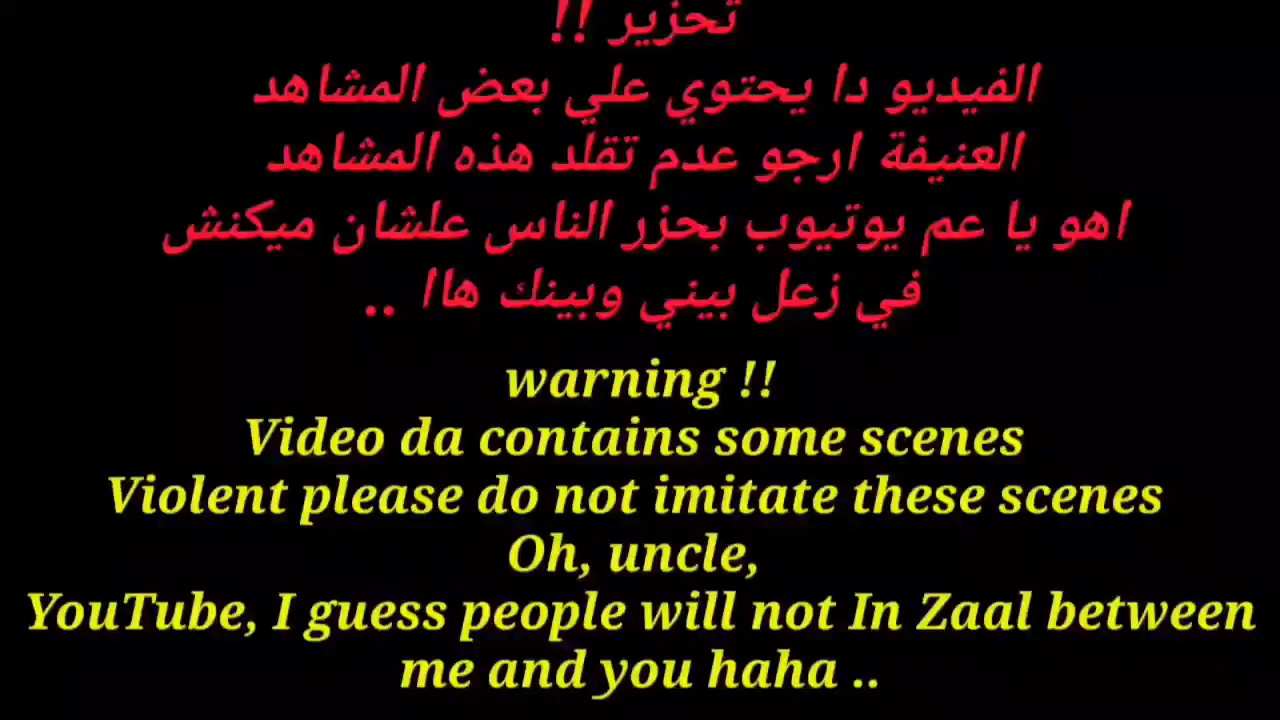 تحزير !!
الفيديو دا يحتوي علي بعض المشاهد
العنيفة ارجو عدم تقلد هذه المشاهد
اهو يا عم يوتيوب بحزر الناس علشان ميكنش
في زعل بيني وبينك هاا ..
warning !!
Video da contains some scenes
Violent please do not imitate these scenes
Oh, uncle,
YouTube, I guess people will not In Zaal between
me and you haha ..